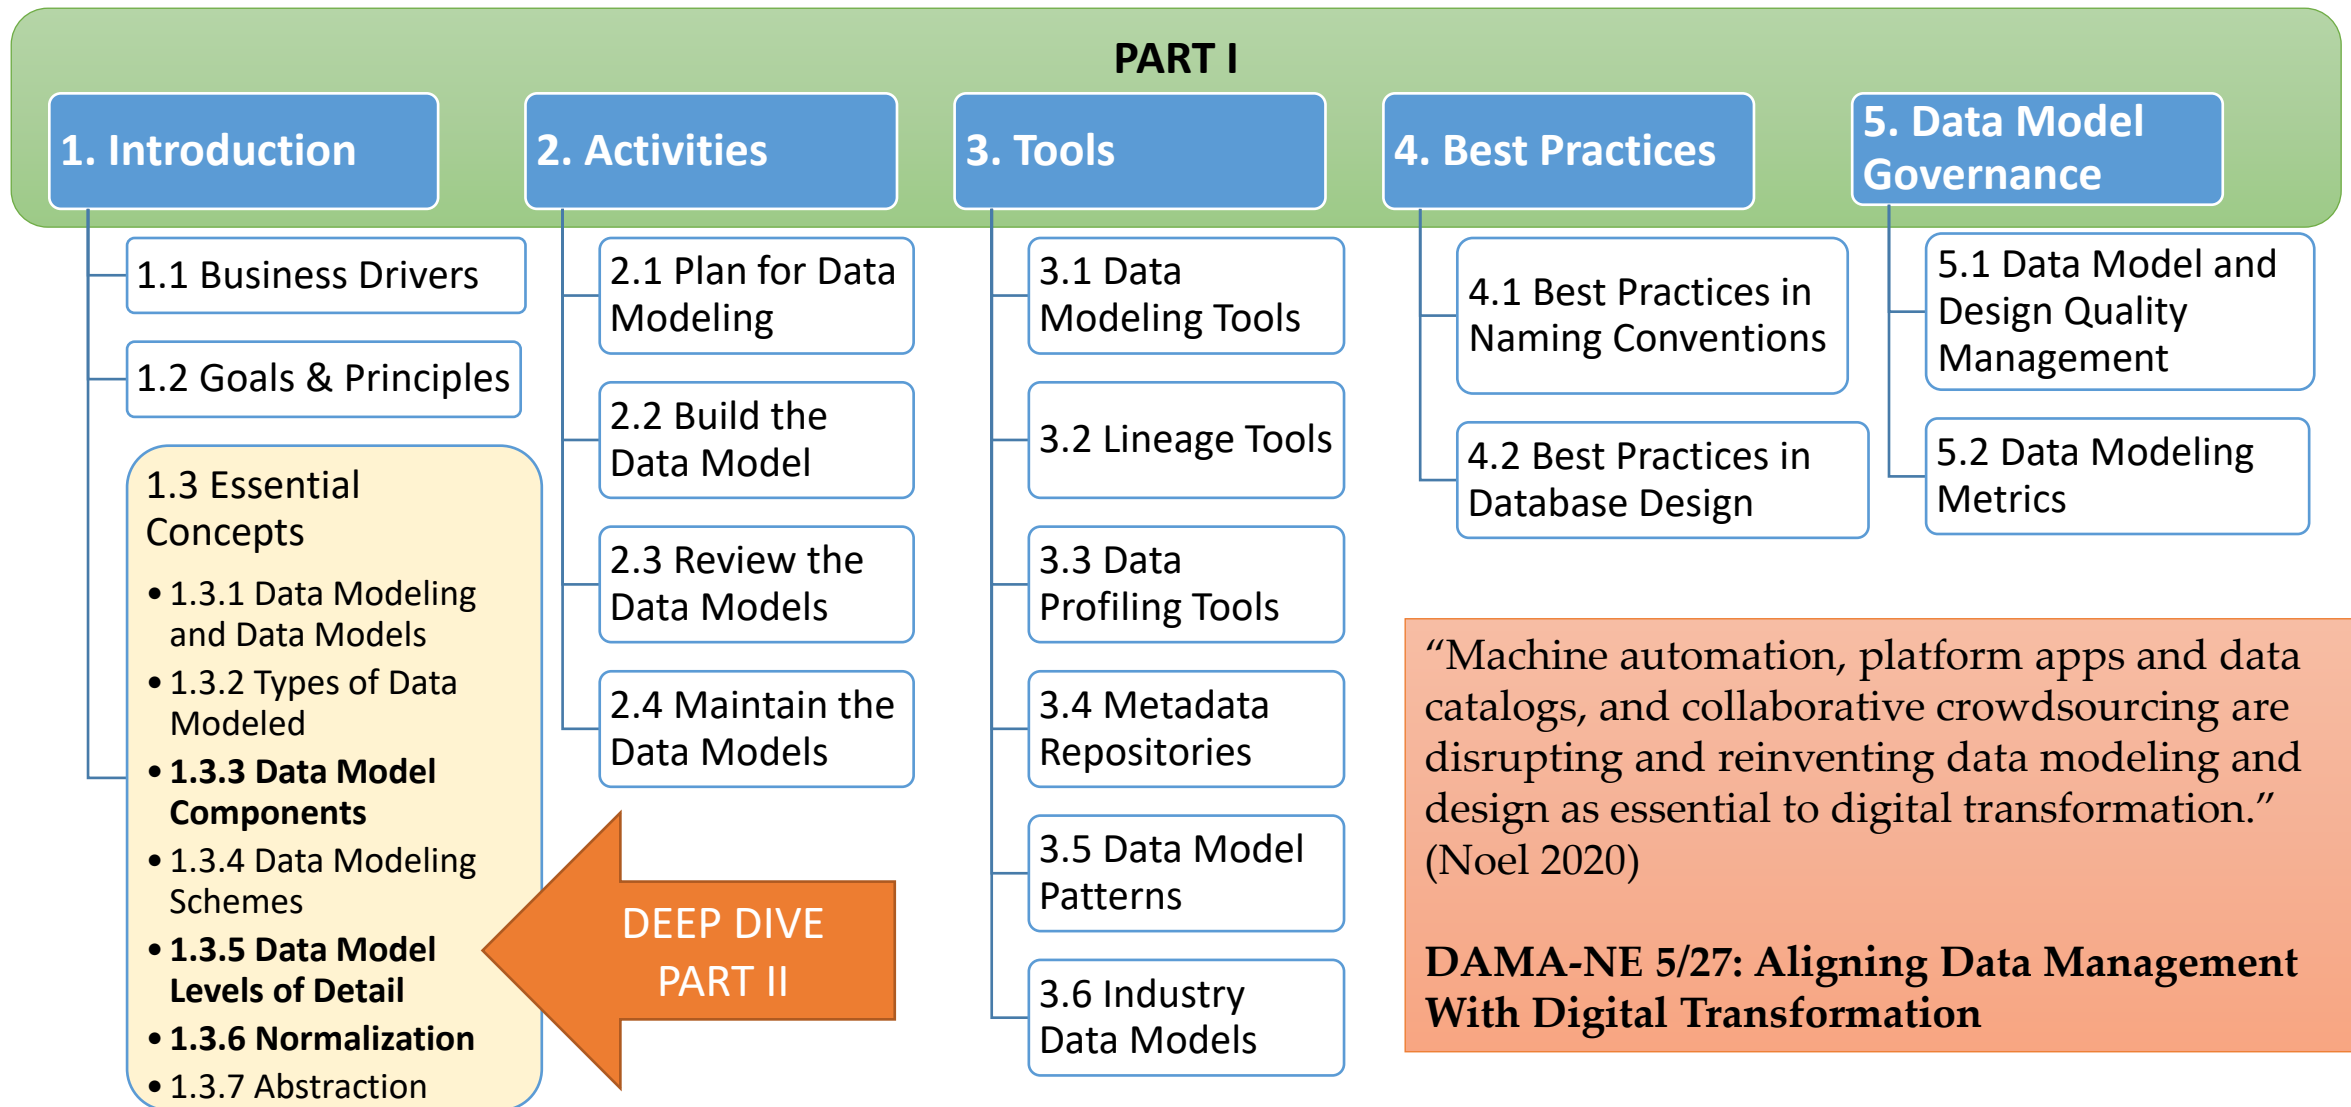 PART I
1. Introduction
1.1 Business Drivers
1.2 Goals & Principles
1.3 Essential
Concepts
• 1.3.1 Data Modeling
and Data Models
• 1.3.2 Types of Data
Modeled
• 1.3.3 Data Model
Components
• 1.3.4 Data Modeling
Schemes
• 1.3.5 Data Model
Levels of Detail
• 1.3.6 Normalization
• 1.3.7 Abstraction
DEEP DIVE
PART II
2. Activities
2.1 Plan for Data
Modeling
2.2 Build the
Data Model
2.3 Review the
Data Models
2.4 Maintain the
Data Models
3. Tools
3.1 Data
Modeling Tools
3.2 Lineage Tools
3.3 Data
Profiling Tools
3.4 Metadata
Repositories
3.5 Data Model
Patterns
3.6 Industry
Data Models
4. Best Practices
4.1 Best Practices in
Naming Conventions
4.2 Best Practices in
Database Design
5. Data Model
Governance
5.1 Data Model and
Design Quality
Management
5.2 Data Modeling
Metrics
“Machine automation, platform apps and data
catalogs, and collaborative crowdsourcing are
disrupting and reinventing data modeling and
design as essential to digital transformation.”
(Noel 2020)
DAMA-NE 5/27: Aligning Data Management
With Digital Transformation